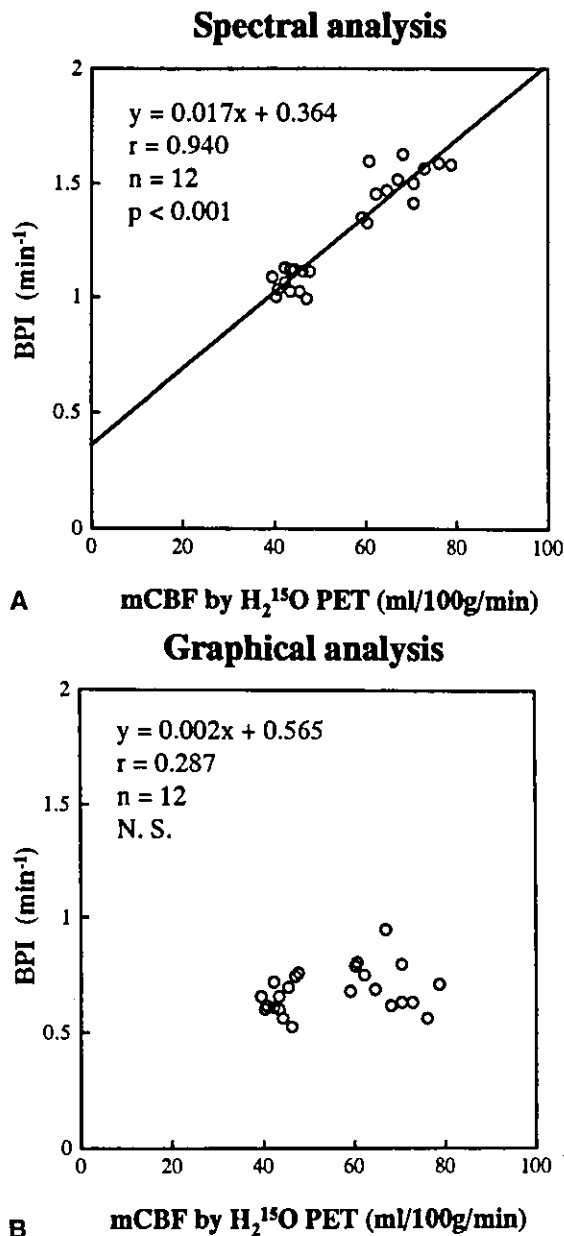 Spectral analysis
2
y = 0.017x + 0.364
r = 0.940
n = 12
p < 0.001
1.5
1
0.5
0
BPI (min⁻¹)
0 20 40 60 80 100
A mCBF by H₂¹⁵O PET (ml/100g/min)
Graphical analysis
2
y = 0.002x + 0.565
r = 0.287
n = 12
N. S.
1.5
1
0.5
0
BPI (min⁻¹)
0 20 40 60 80 100
B mCBF by H₂¹⁵O PET (ml/100g/min)